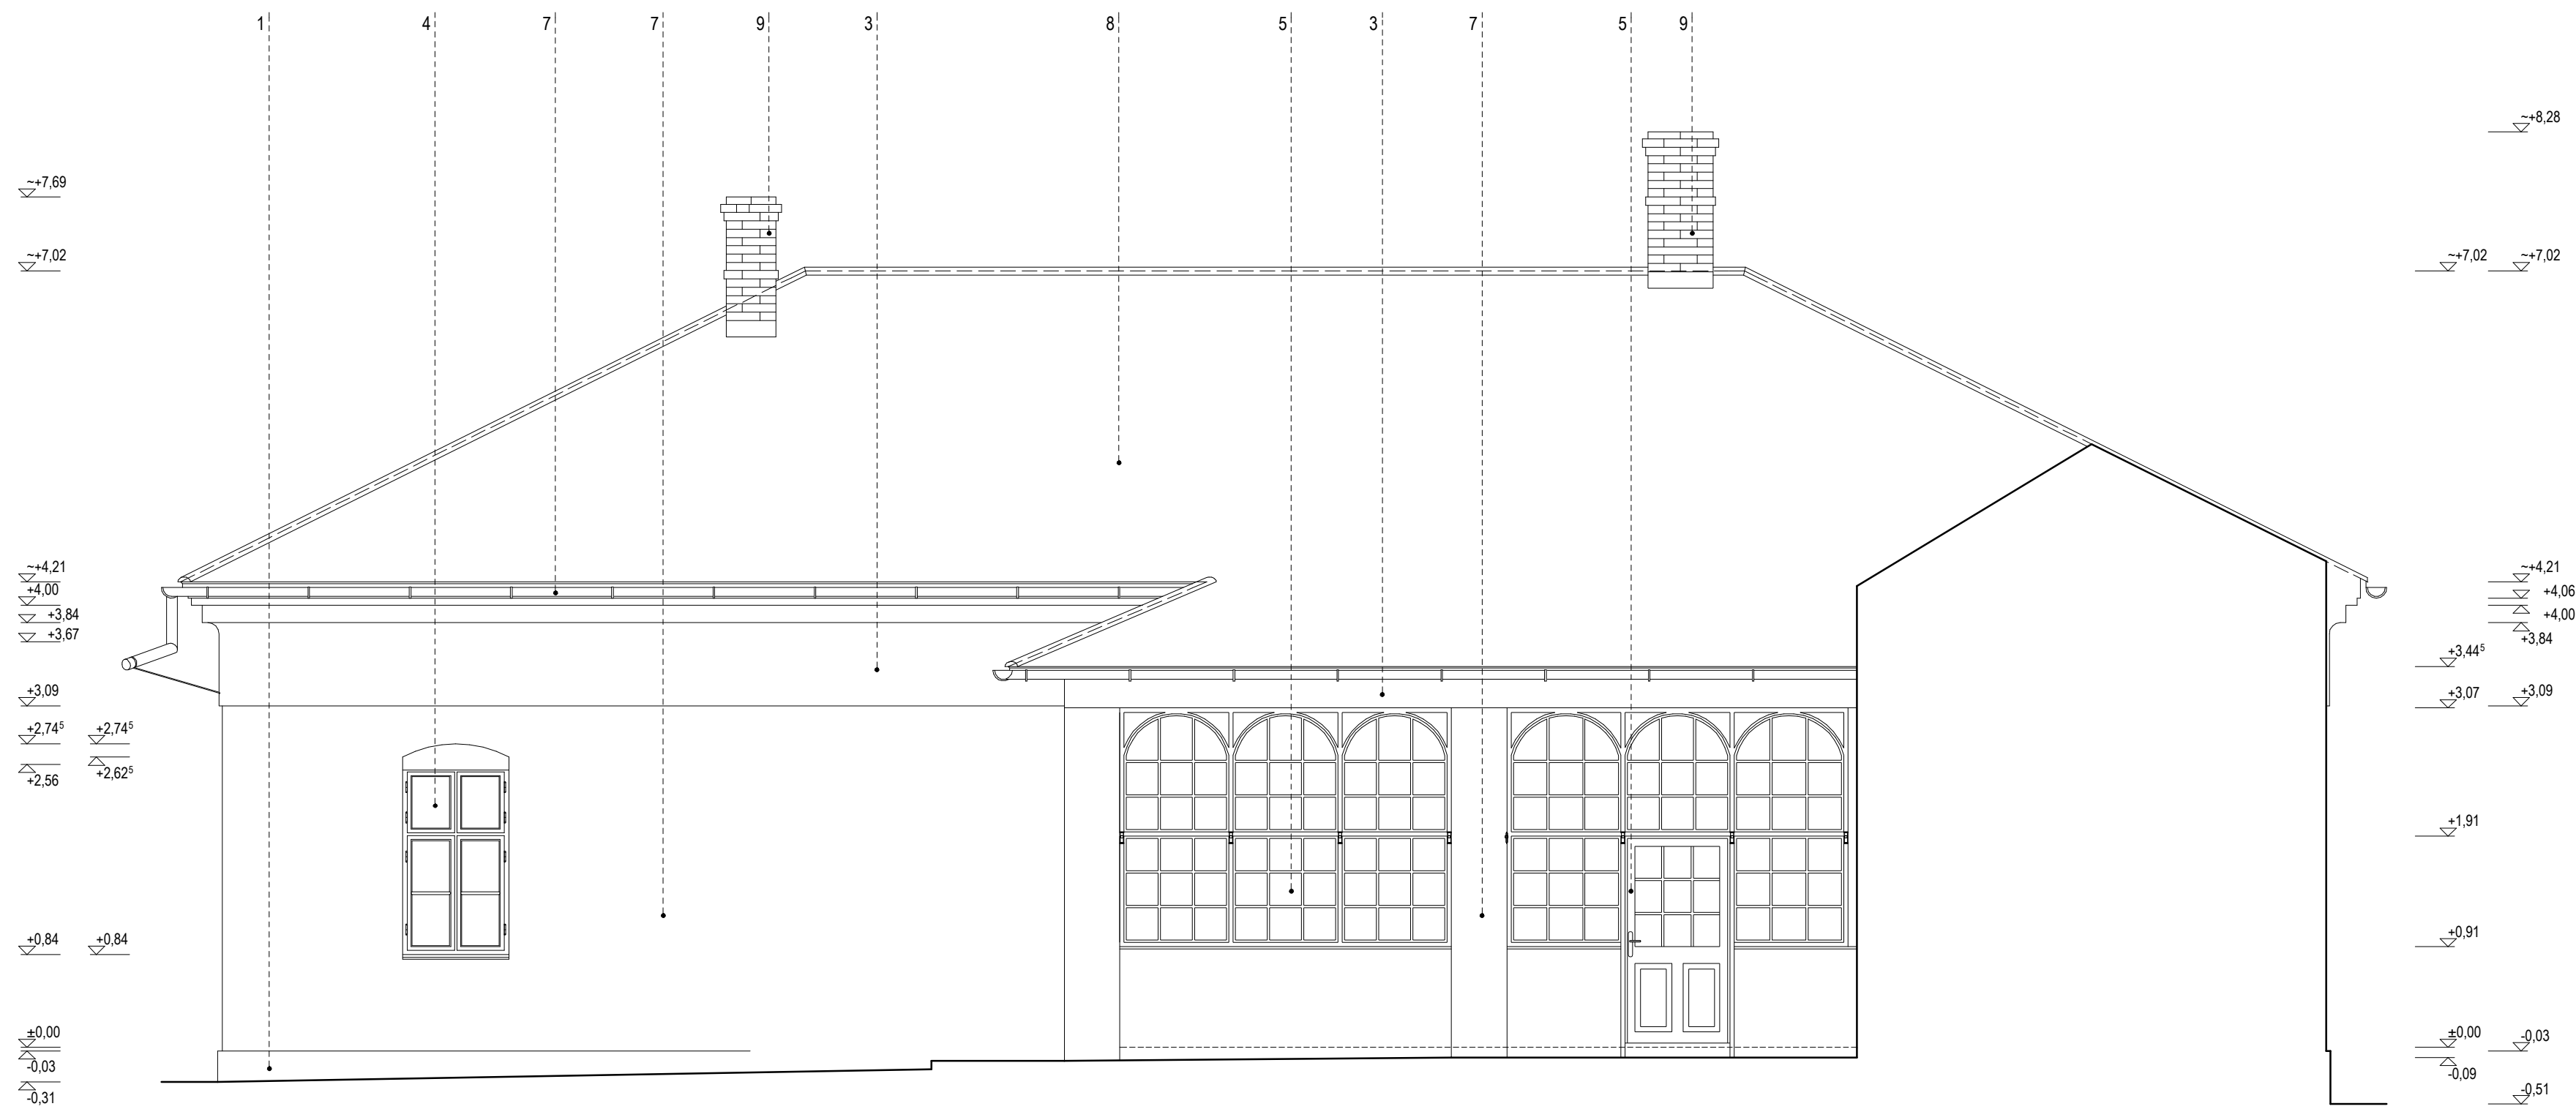 1 4 7 7 9 3 8 5 3 7 5 9
~+8,28
~+7,69
~+7,02 ~+7,02 ~+7,02
~+4,21 ~+4,21
+4,00 +4,06
+3,84 +4,00
+3,67 +3,84
+3,44⁵
+3,09 +3,07 +3,09
+2,74⁵ +2,74⁵
+2,56 +2,62⁵
+1,91
+0,84 +0,84 +0,91
±0,00 ±0,00 -0,03
-0,03 -0,09
-0,31 -0,51